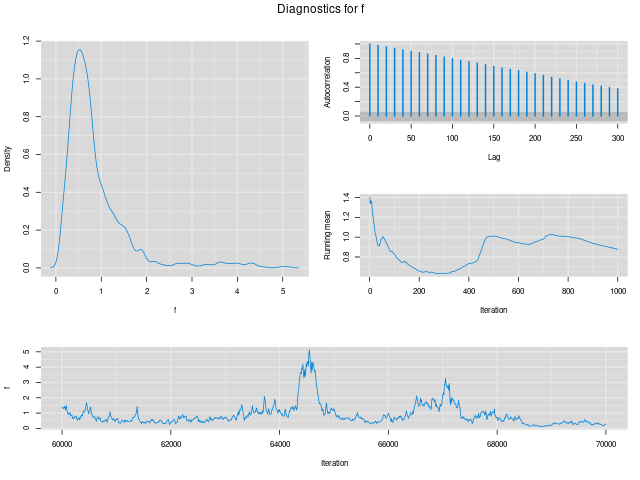 Diagnostics for f
Density
0.0 0.2 0.4 0.6 0.8 1.0 1.2
0 1 2 3 4 5
f
Autocorrelation
0.0 0.4 0.8
0 50 100 150 200 250 300
Lag
Running mean
0.8 1.0 1.2 1.4
0 200 400 600 800 1000
Iteration
f
0 1 2 3 4 5
60000 62000 64000 66000 68000 70000
Iteration